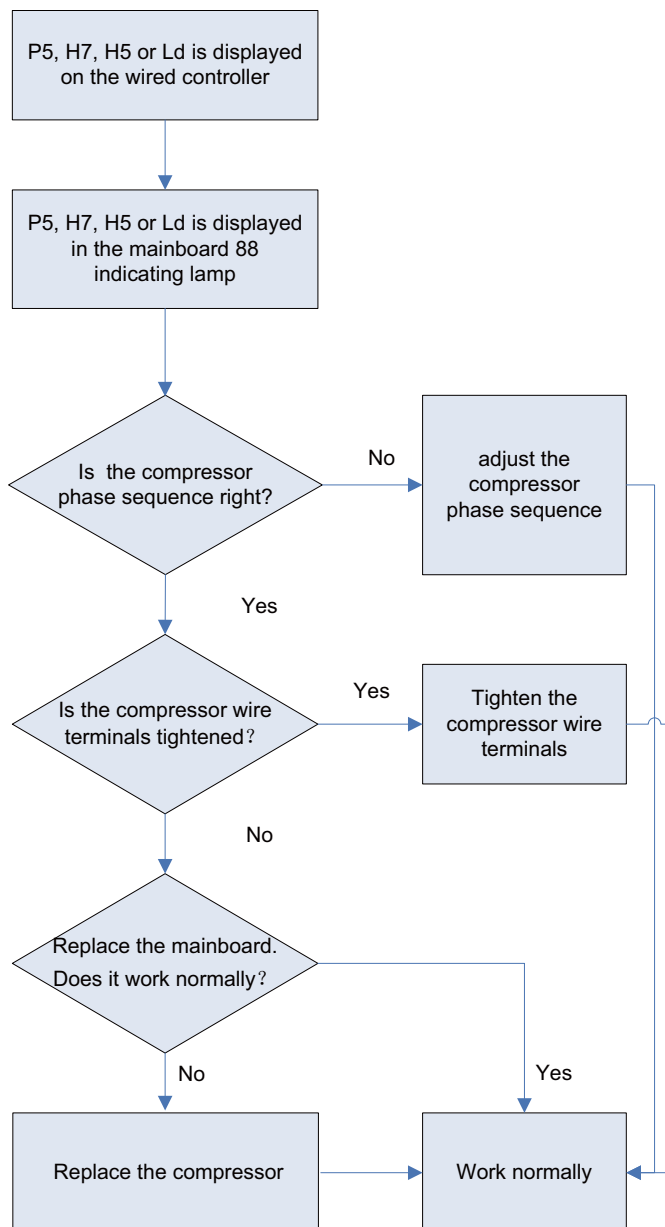 P5, H7, H5 or Ld is displayed
on the wired controller
P5, H7, H5 or Ld is displayed
in the mainboard 88
indicating lamp
Is the compressor
phase sequence right?
No
adjust the
compressor
phase sequence
Yes
Is the compressor wire
terminals tightened?
Yes
Tighten the
compressor wire
terminals
No
Replace the mainboard.
Does it work normally?
No
Yes
Replace the compressor
Work normally